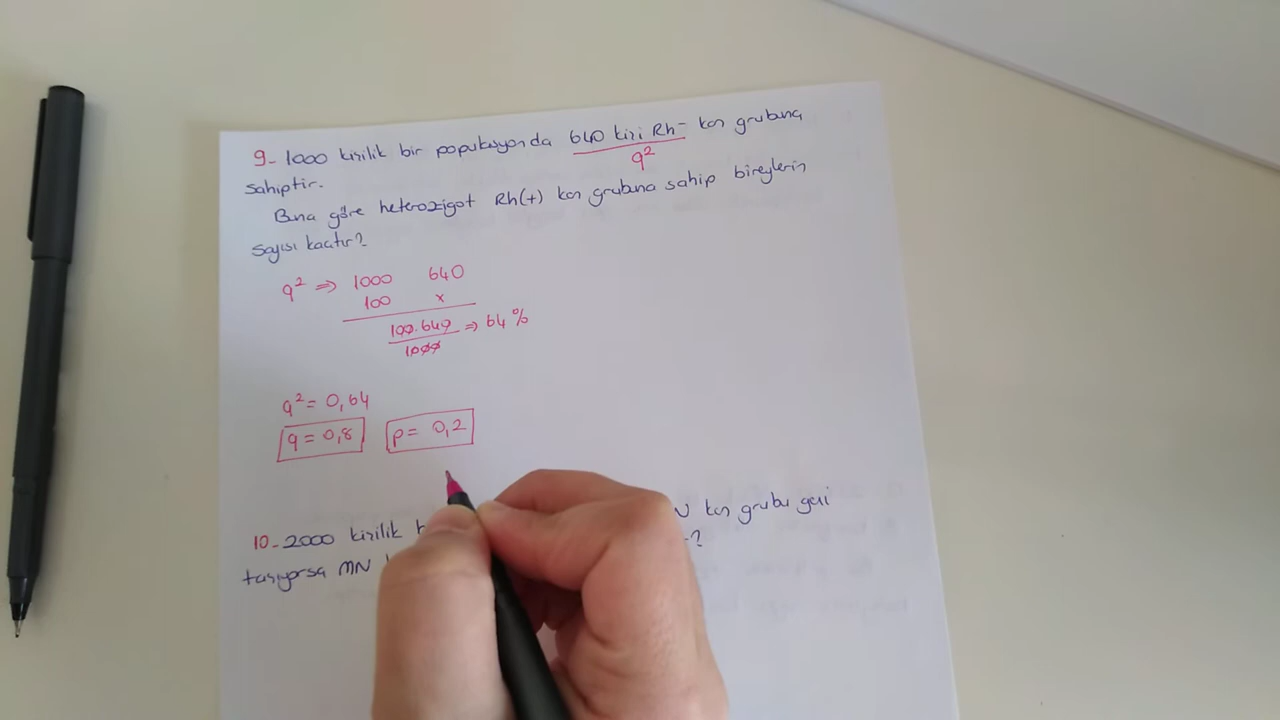 9- 1000 kişilik bir populasyonda 640 kişi Rh- kan grubuna
q²
sahiptir.
Buna göre heterozigot Rh(+) kan grubuna sahip bireylerin
sayısı kaçtır?
q² ⇒ 1000 640
100 x
100.640
1000
⇒ 64 %
q² = 0,64
q = 0,8 p = 0,2
10- 2000 kişilik kan grubu geni
taşıyorsa MN ?